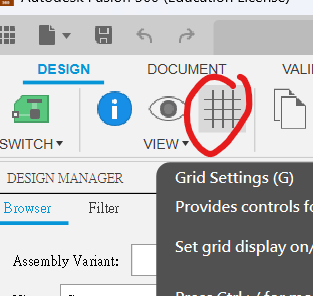 Autodesk Fusion 360 (Education License)
DESIGN
DOCUMENT
VALI
SWITCH
VIEW
DESIGN MANAGER
Grid Settings (G)
Provides controls fo
Browser
Filter
Set grid display on/
Assembly Variant: